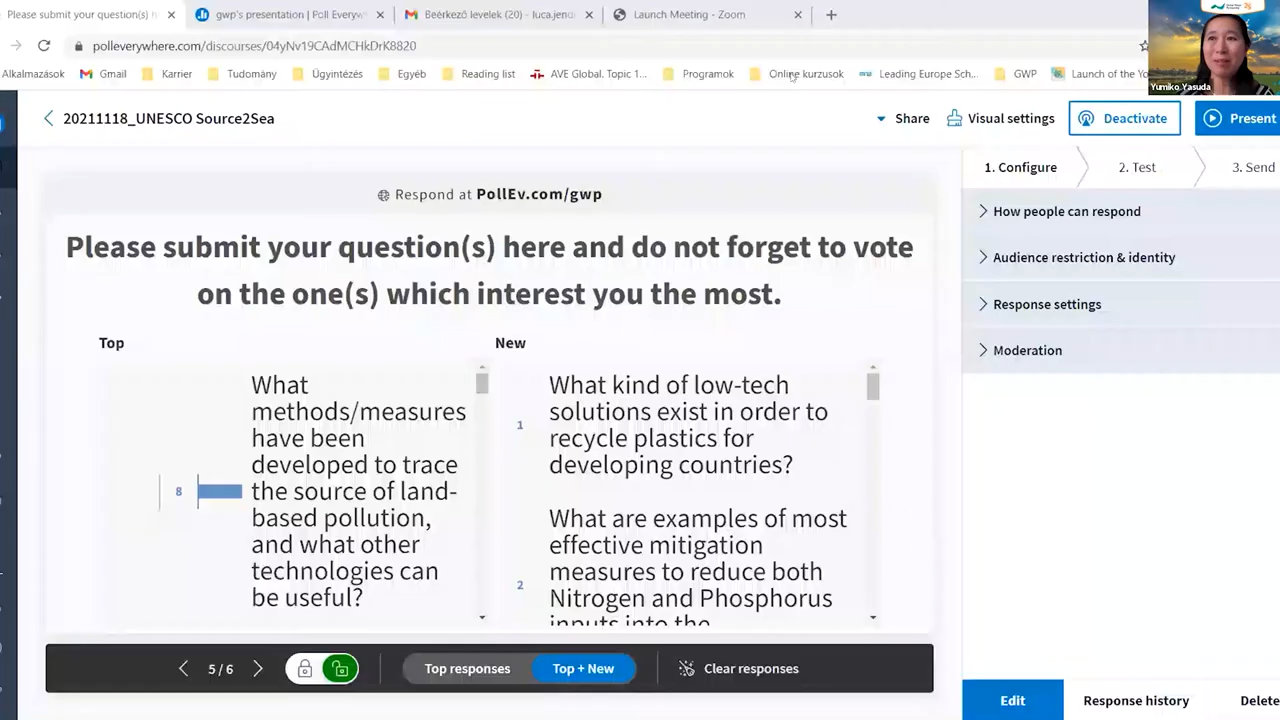 Please submit your question(s) h
gwp's presentation | Poll Everyw
Beérkező levelek (20) - luca.jend
Launch Meeting - Zoom
polleverywhere.com/discourses/04yNv19CAdMCHkDrK8820
Alkalmazások
Gmail
Karrier
Tudomány
Ügyintézés
Egyéb
Reading list
AVE Global. Topic 1...
Programok
Online kurzusok
Leading Europe Sch...
GWP
Launch of the Yo
Yumiko Yasuda
20211118_UNESCO Source2Sea
Share
Visual settings
Deactivate
Present
1. Configure
2. Test
3. Send
Respond at PollEv.com/gwp
How people can respond
Audience restriction & identity
Response settings
Moderation
Please submit your question(s) here and do not forget to vote
on the one(s) which interest you the most.
Top
8
What
methods/measures
have been
developed to trace
the source of land-
based pollution,
and what other
technologies can
be useful?
New
1
What kind of low-tech
solutions exist in order to
recycle plastics for
developing countries?
2
What are examples of most
effective mitigation
measures to reduce both
Nitrogen and Phosphorus
inputs into the
5 / 6
Top responses
Top + New
Clear responses
Edit
Response history
Delete